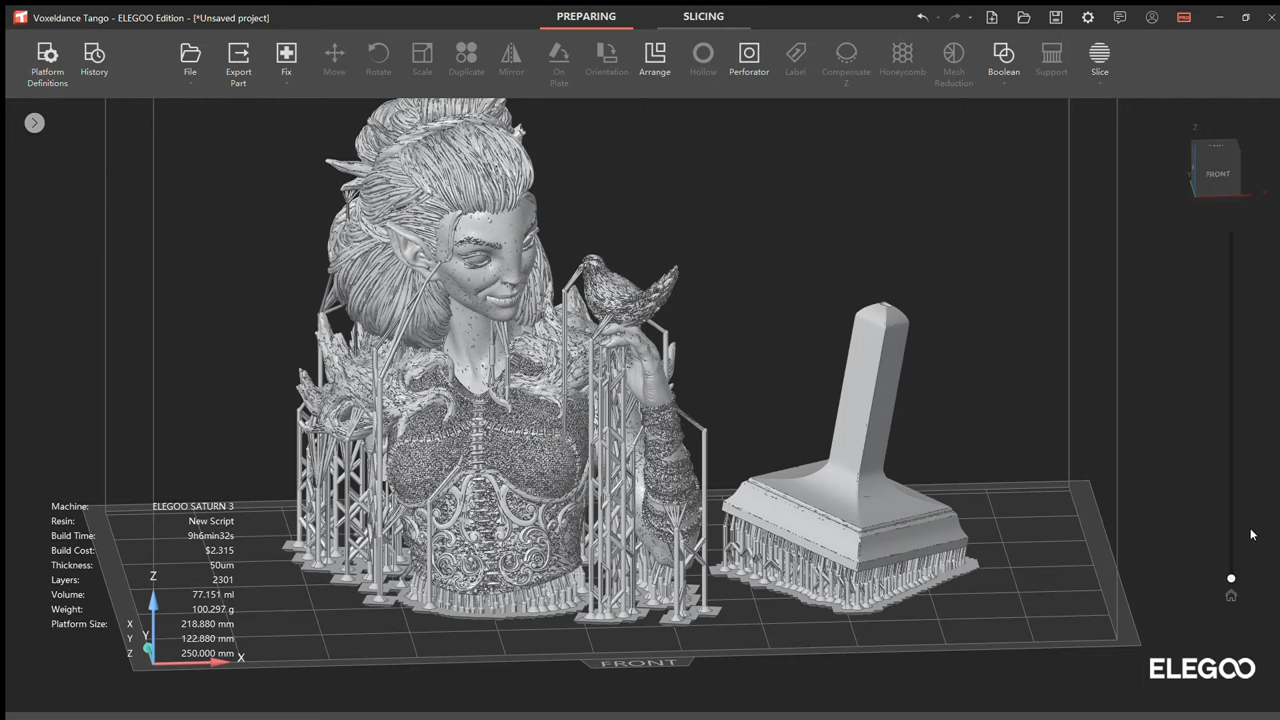 Voxeldance Tango - ELEGOO Edition - [*Unsaved project]
PREPARING
SLICING
PRO
Platform Definitions
History
File
Export Part
Fix
Move
Rotate
Scale
Duplicate
Mirror
On Plate
Orientation
Arrange
Hollow
Perforator
Label
Compensate Z
Honeycomb
Mesh Reduction
Boolean
Support
Slice
Z
Y
X
FRONT
Machine: ELEGOO SATURN 3
Resin: New Script
Build Time: 9h6min32s
Build Cost: $2.315
Thickness: 50um
Layers: 2301
Volume: 77.151 ml
Weight: 100.297 g
Platform Size: X 218.880 mm
Y 122.880 mm
Z 250.000 mm
Z
Y
X
FRONT
ELEGOO